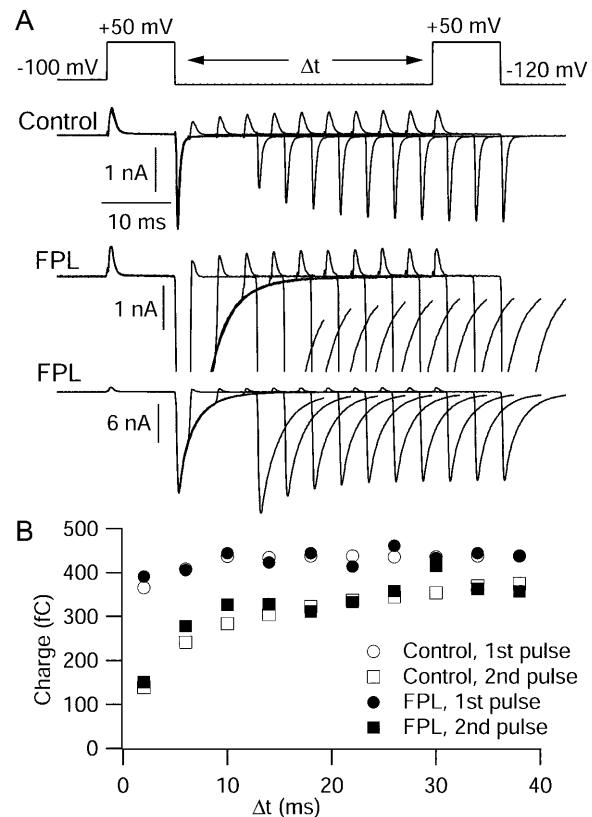 A
+50 mV
+50 mV
-100 mV
Δt
-120 mV
Control
1 nA
10 ms
FPL
1 nA
FPL
6 nA
B
500
400
300
200
100
0
Charge (fC)
Control, 1st pulse
Control, 2nd pulse
FPL, 1st pulse
FPL, 2nd pulse
0
10
20
30
40
Δt (ms)